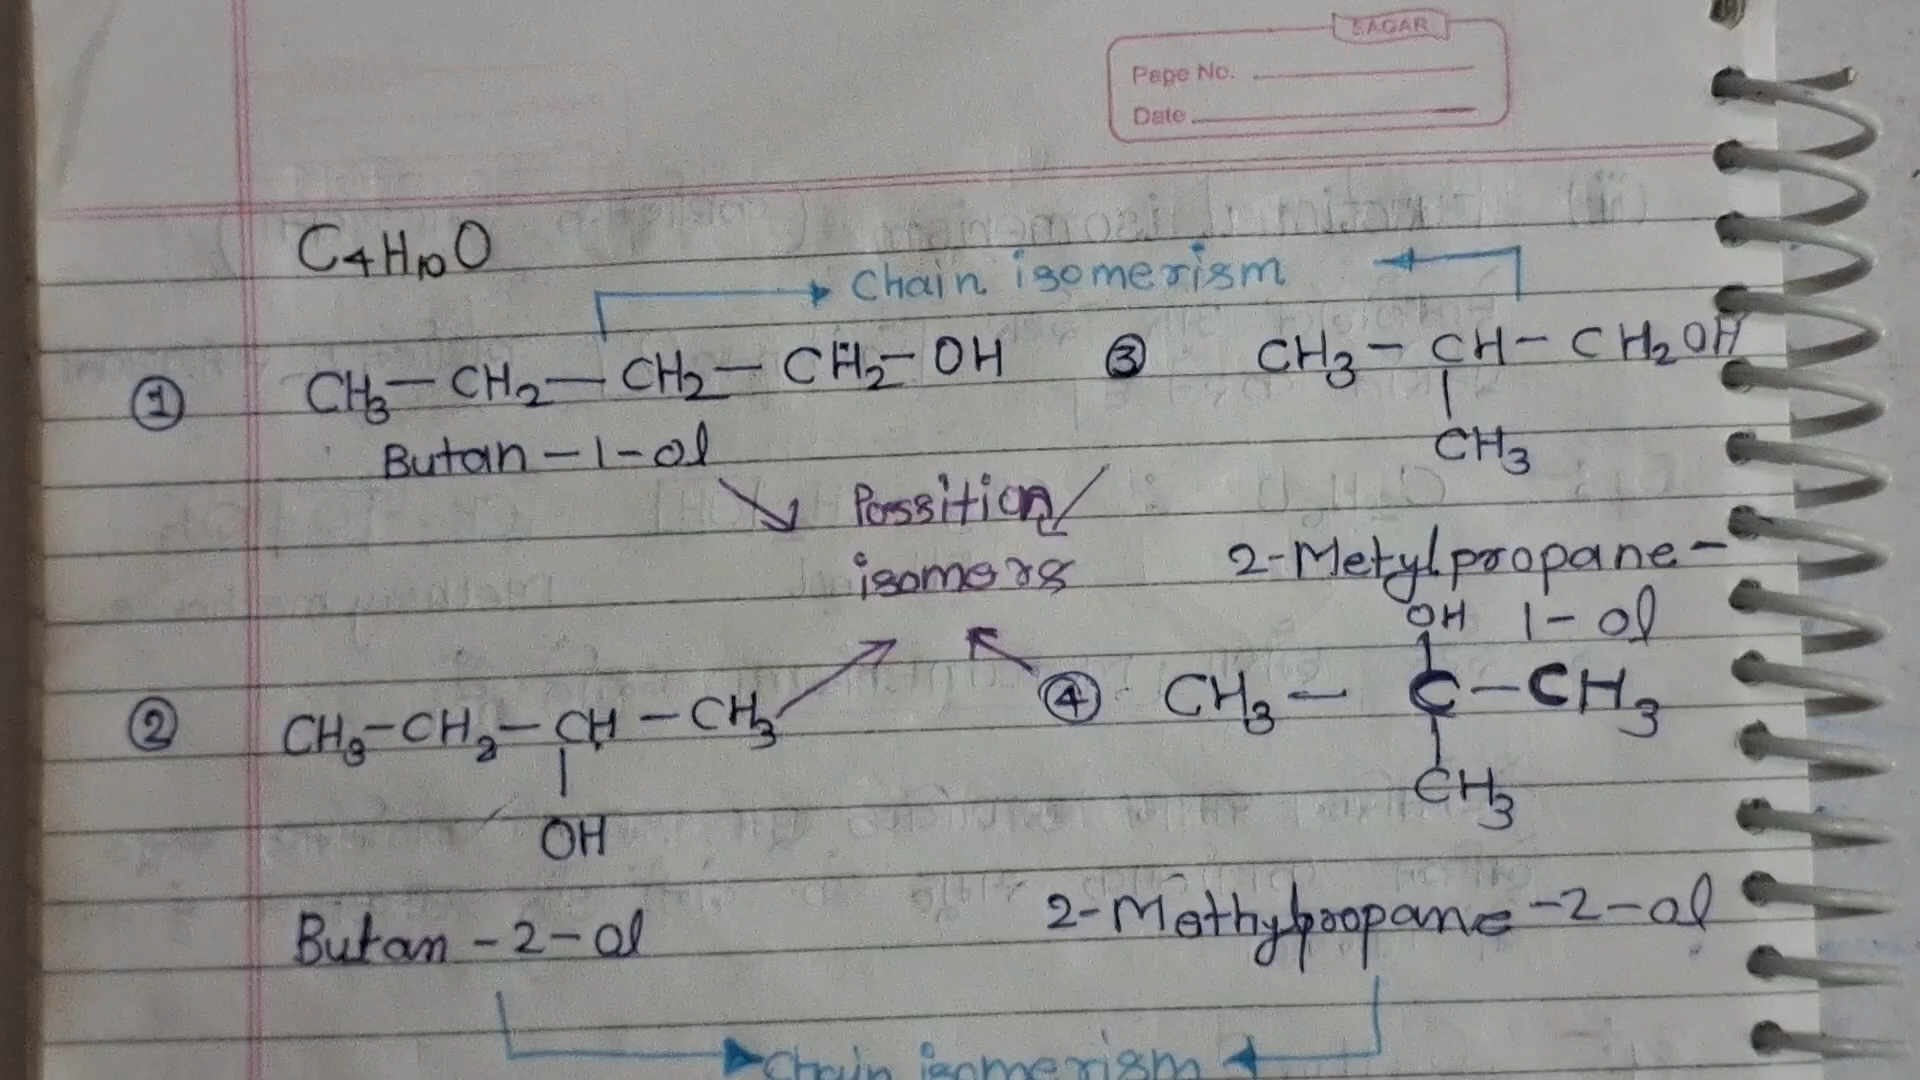 SAGAR
Page No.
Date
C4H10O
Chain isomerism
① CH3-CH2-CH2-CH2-OH ③ CH3-CH-CH2OH
|
CH3
Butan-1-ol
Possition
isomers
2-Metylpropane-
1-ol
OH
|
② CH3-CH2-CH-CH3 ④ CH3-C-CH3
| |
OH CH3
Butan-2-ol 2-Methylpropane-2-ol
Chain isomerism